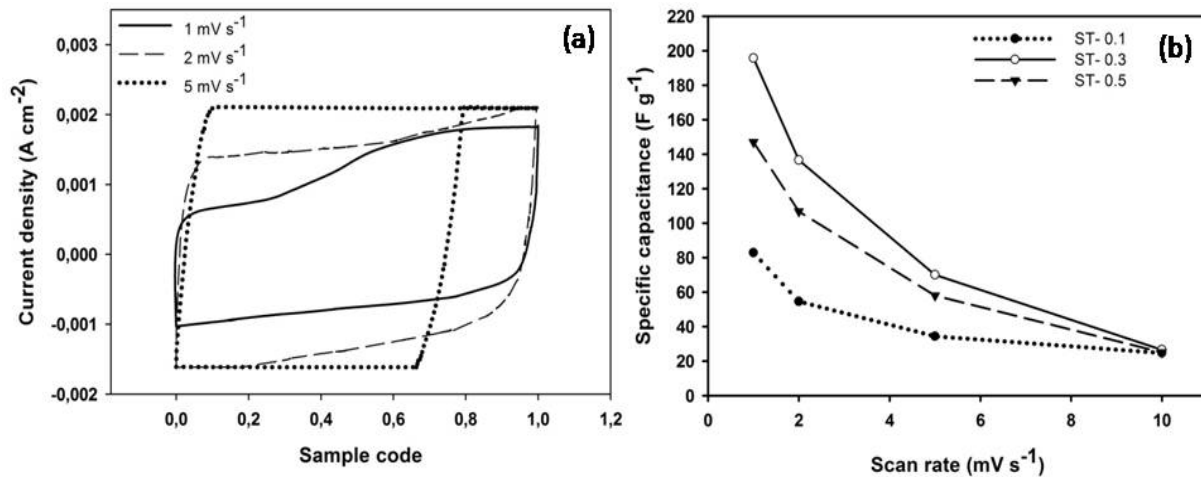 (a)
1 mV s⁻¹
2 mV s⁻¹
5 mV s⁻¹
Current density (A cm⁻²)
0,003
0,002
0,001
0,000
-0,001
-0,002
0,0 0,2 0,4 0,6 0,8 1,0 1,2
Sample code
(b)
ST- 0.1
ST- 0.3
ST- 0.5
Specific capacitance (F g⁻¹)
220
200
180
160
140
120
100
80
60
40
20
0
0 2 4 6 8 10
Scan rate (mV s⁻¹)